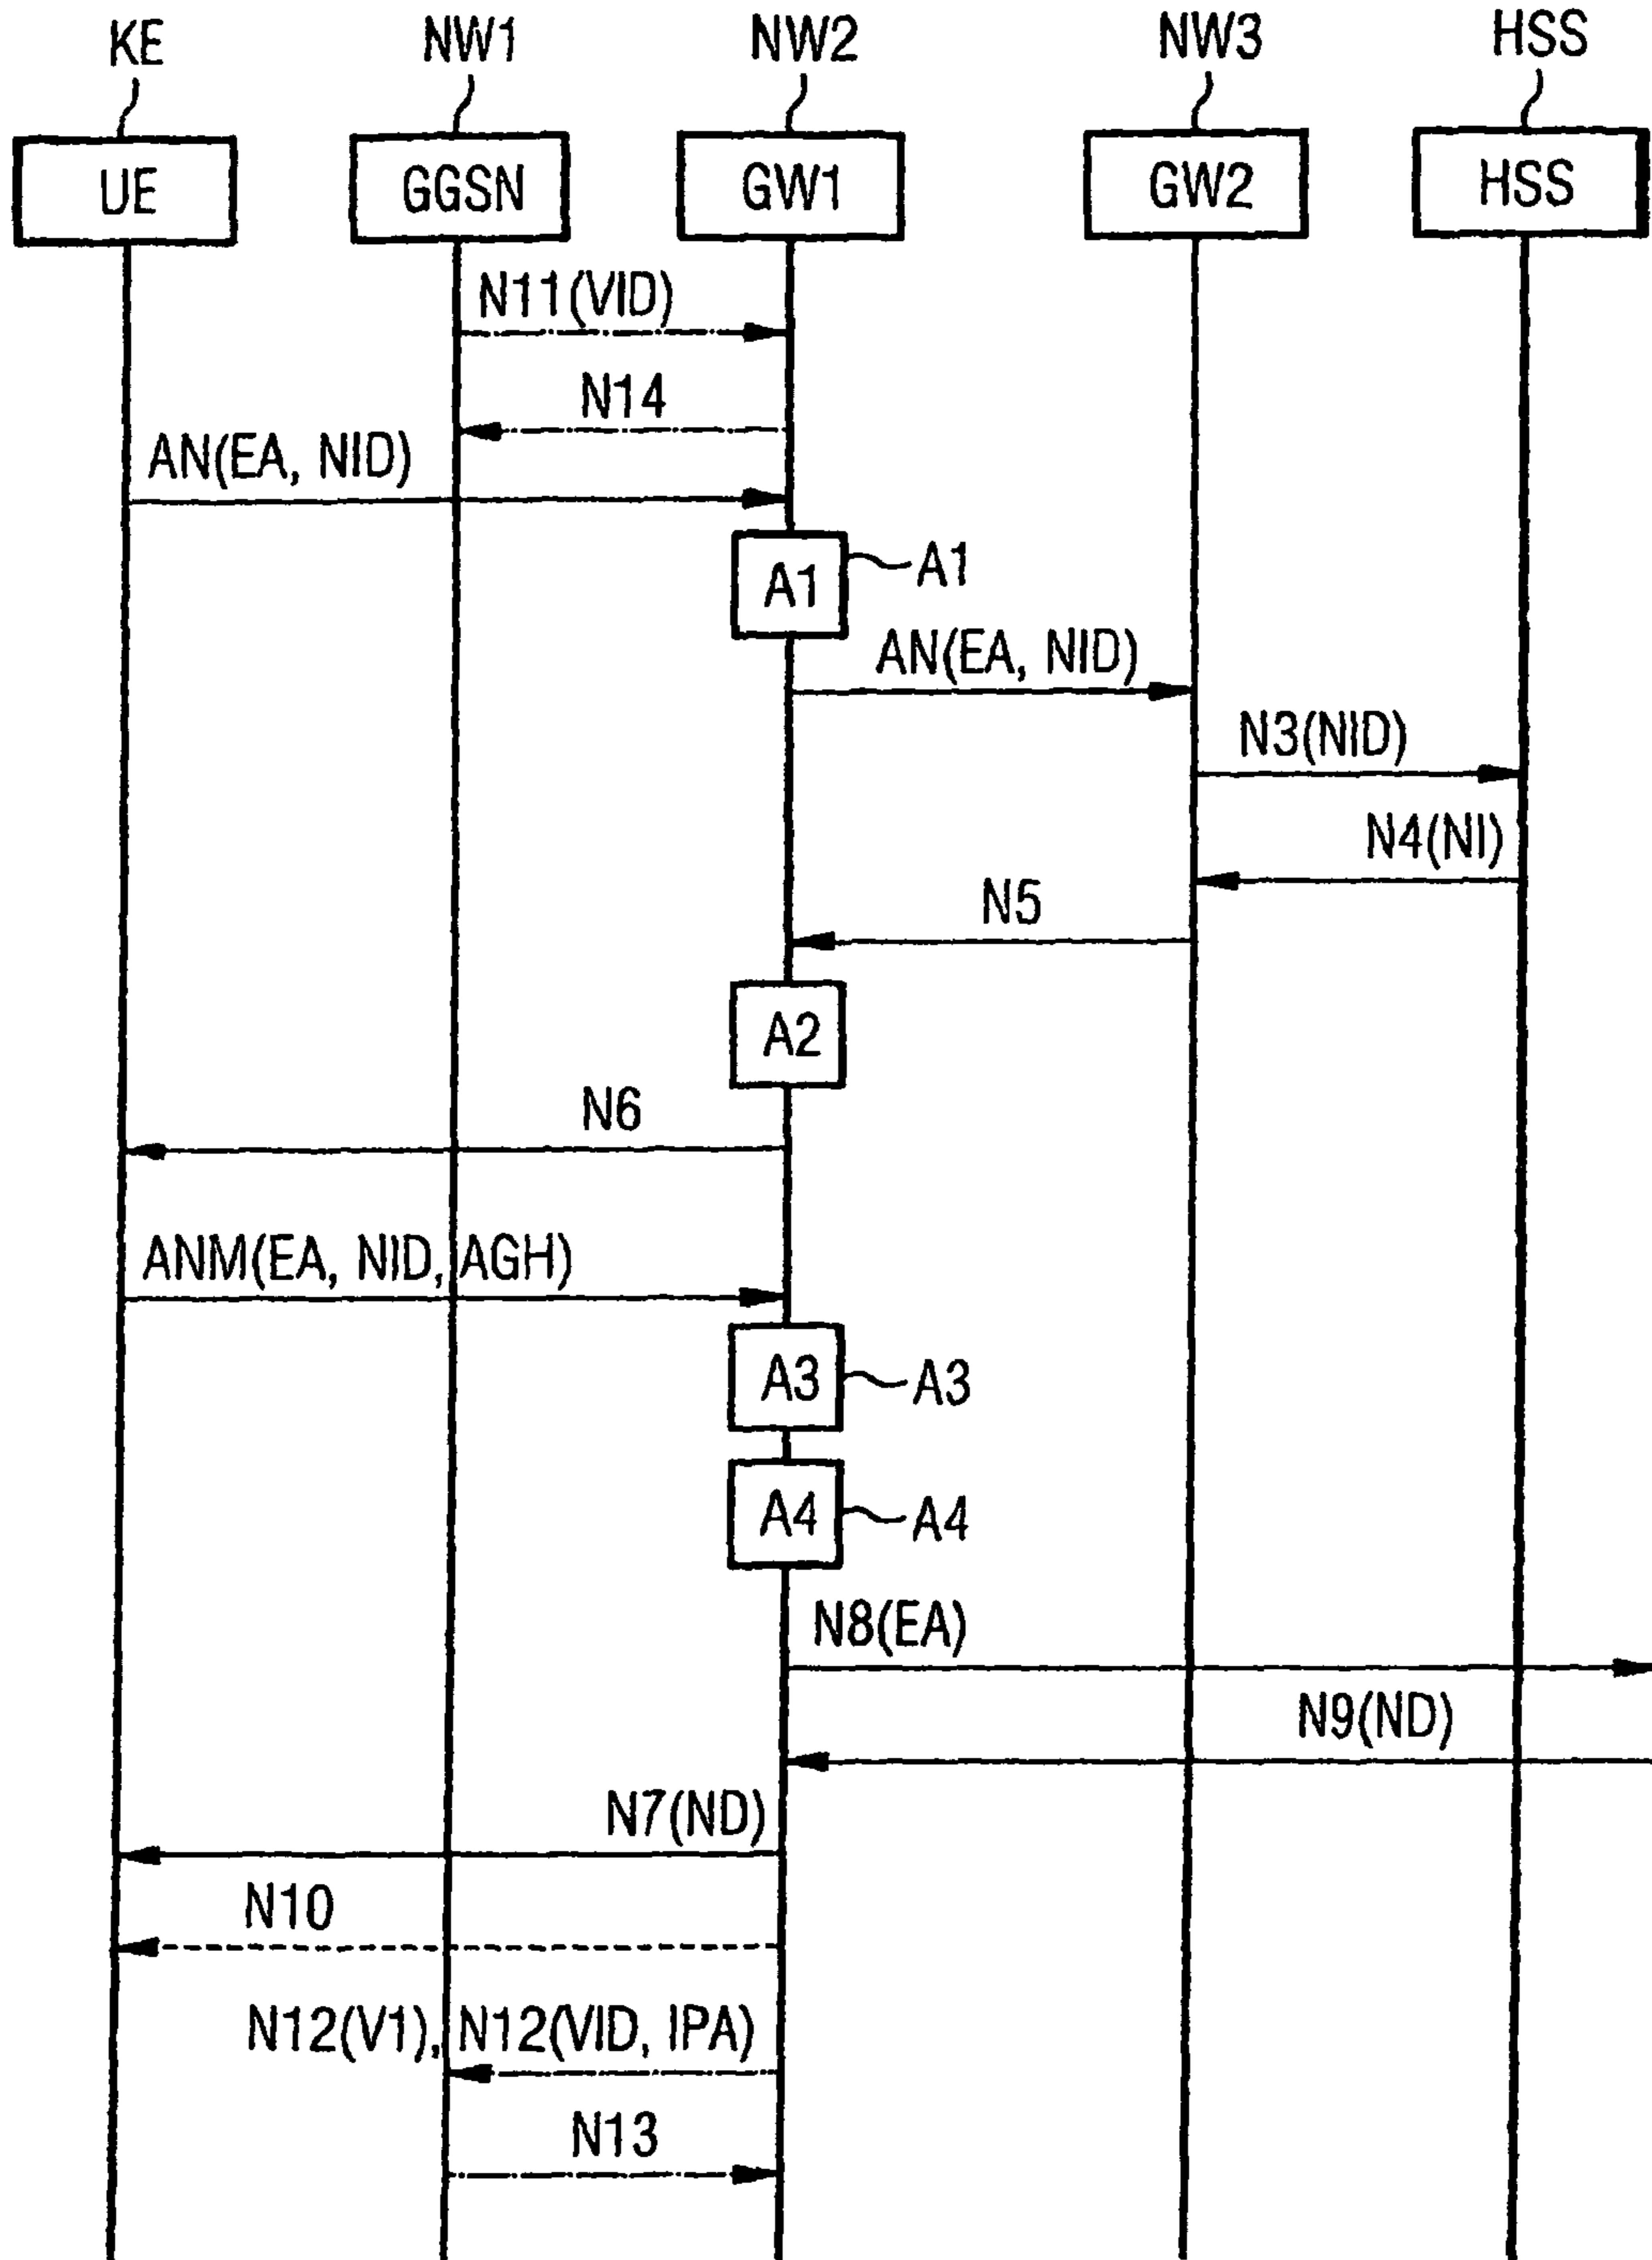 KE NW1 NW2 NW3 HSS
UE GGSN GW1 GW2 HSS
N11(VID)
N14
AN(EA, NID)
A1 A1
AN(EA, NID)
N3(NID)
N4(NI)
N5
A2
N6
ANM(EA, NID, AGH)
A3 A3
A4 A4
N8(EA)
N9(ND)
N7(ND)
N10
N12(V1), N12(VID, IPA)
N13